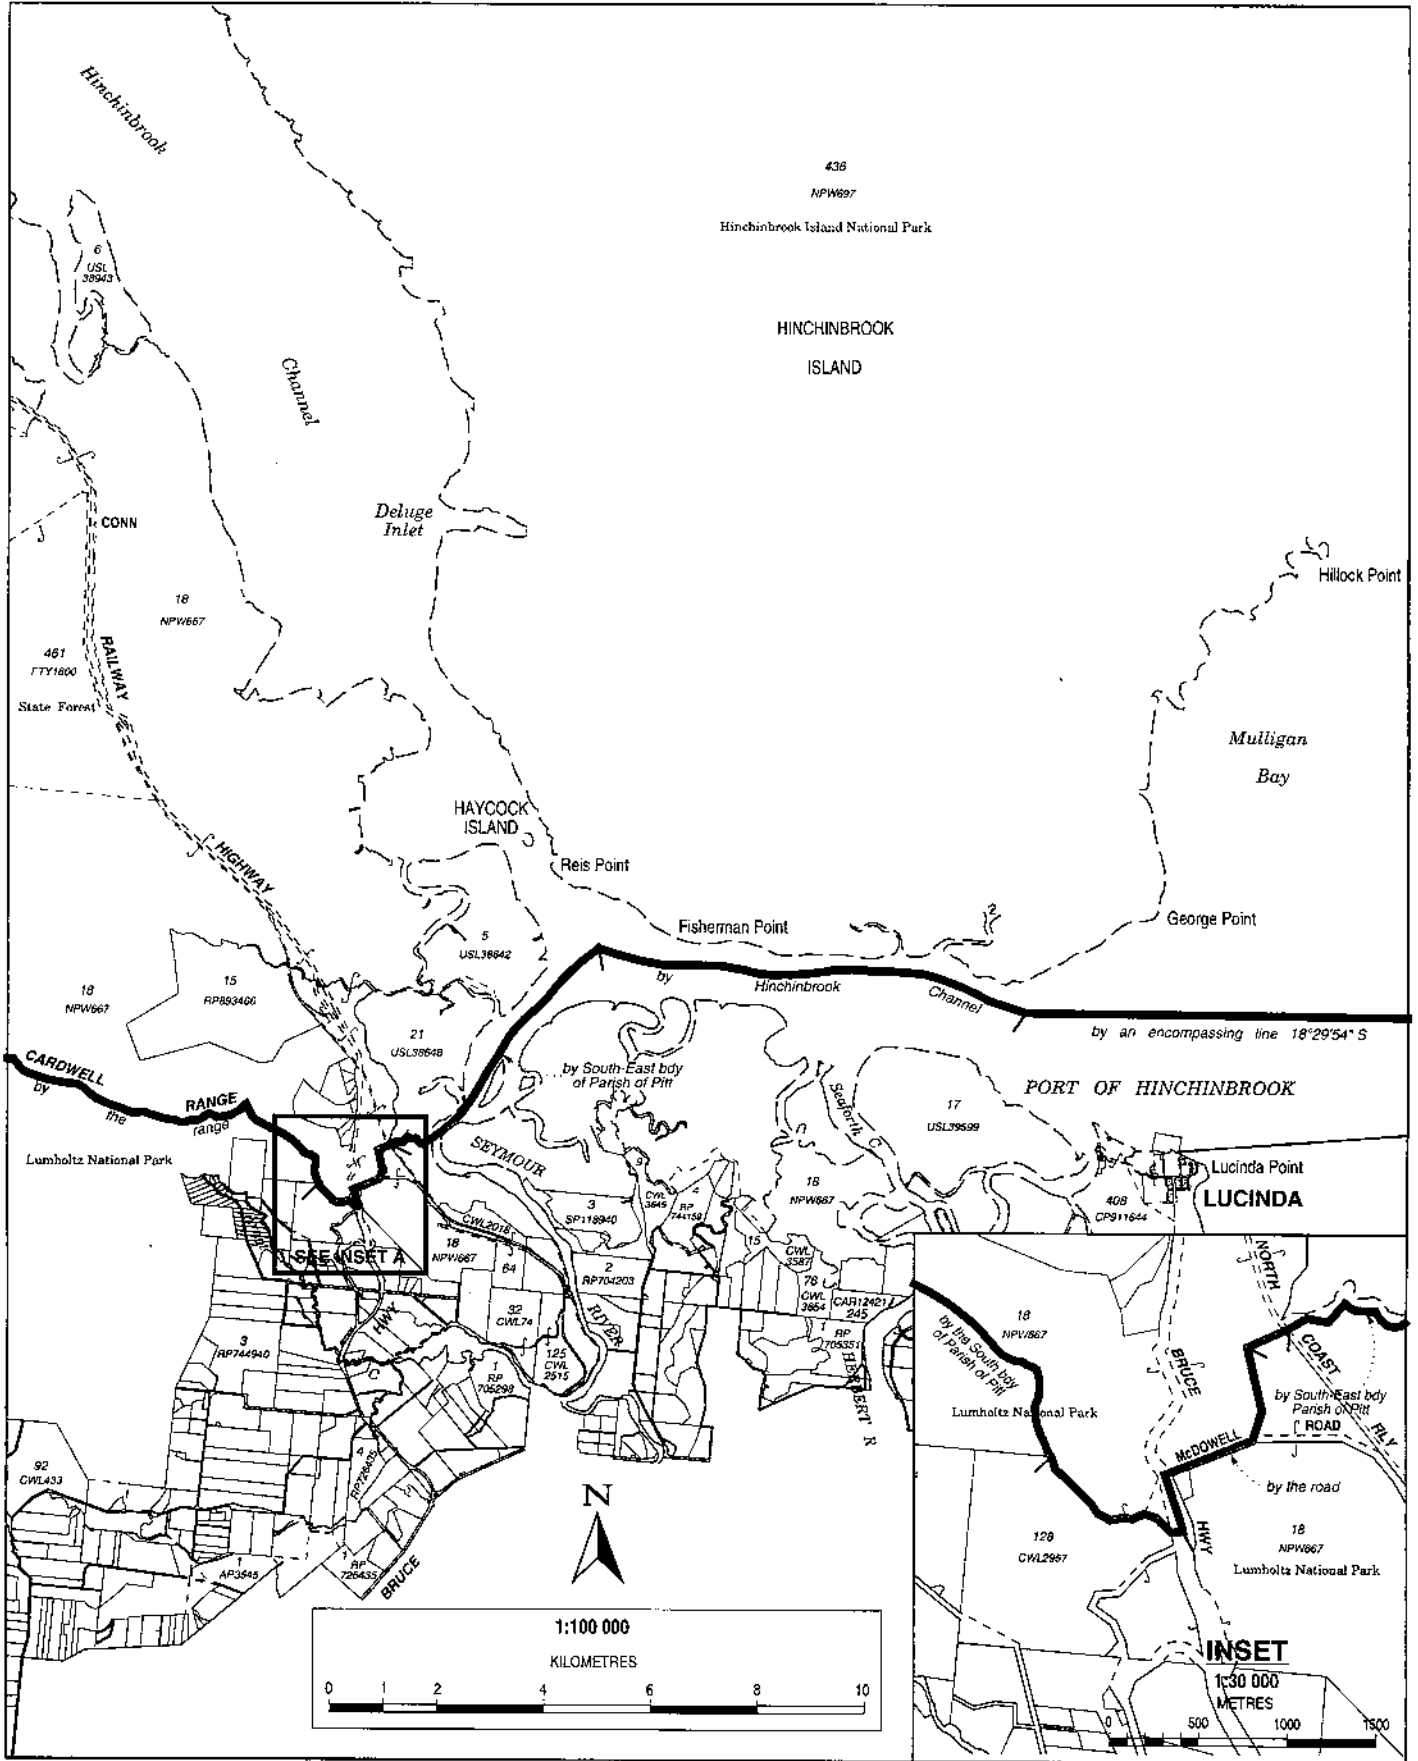 Hinchinbrook
436
NPW697
Hinchinbrook Island National Park
6
USL
38943
HINCHINBROOK
ISLAND
Channel
Deluge
Inlet
CONN
Hillock Point
18
NPW667
461
FTY1800
RAILWAY
State Forest
Mulligan
Bay
HAYCOCK
ISLAND
HIGHWAY
Reis Point
5
USL38642
Fisherman Point
2
George Point
18
NPW667
15
RP893466
by
Hinchinbrook
Channel
by an encompassing line 18°29'54" S
21
USL38648
CARDWELL
by
the
RANGE
range
by South-East bdy
of Parish of Pitt
Seaforth
C
17
USL39599
PORT OF HINCHINBROOK
Lumholtz National Park
SEYMOUR
Lucinda Point
LUCINDA
9
CWL
3645
4
RP
744159
18
NPW667
408
CP911644
3
SP118940
CWL2018
18
NPW667
64
15
CWL
3587
SEE INSET A
2
RP704203
76
CWL
3654
CAR12421
245
HWY
32
CWL74
RIVER
1
RP
705351
HERBERT R
3
RP744940
C
125
CWL
2515
1
RP
705298
4
RP726435
92
CWL433
N
1
AP3545
1
RP
726435
BRUCE
1:100 000
KILOMETRES
0 1 2 4 6 8 10
NORTH
18
NPW667
by the South bdy
of Parish of Pitt
BRUCE
COAST
Lumholtz National Park
by South-East bdy
Parish of Pitt
ROAD
RLY
McDOWELL
by the road
HWY
128
CWL2957
18
NPW667
Lumholtz National Park
INSET
1:30 000
METRES
0 500 1000 1500